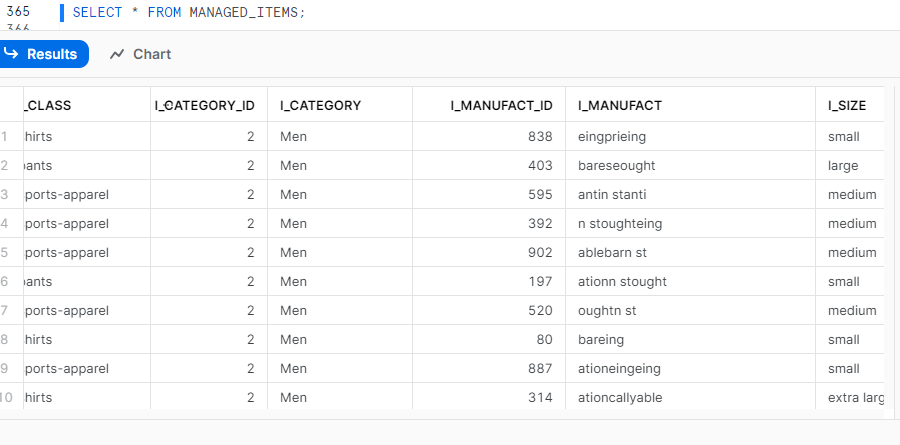 365 SELECT * FROM MANAGED_ITEMS;
366
Results Chart
_CLASS I_CATEGORY_ID I_CATEGORY I_MANUFACT_ID I_MANUFACT I_SIZE
1 hirts 2 Men 838 eingprieing small
2 pants 2 Men 403 bareseought large
3 ports-apparel 2 Men 595 antin stanti medium
4 ports-apparel 2 Men 392 n stoughteing medium
5 ports-apparel 2 Men 902 ablebarn st medium
6 pants 2 Men 197 ationn stought small
7 ports-apparel 2 Men 520 oughtn st medium
8 hirts 2 Men 80 bareing small
9 ports-apparel 2 Men 887 ationeingeing small
10 hirts 2 Men 314 ationcallyable extra larg